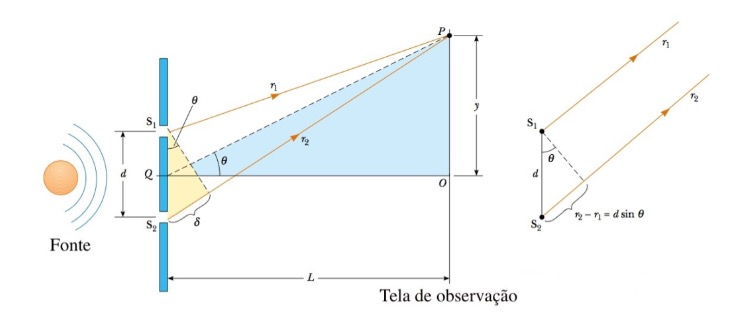 P
r₁
r₁
θ
r₂
y
S₁
r₂
S₁
θ
θ
d
Q
O
d
S₂
δ
S₂
r₂ – r₁ = d sin θ
Fonte
L
Tela de observação